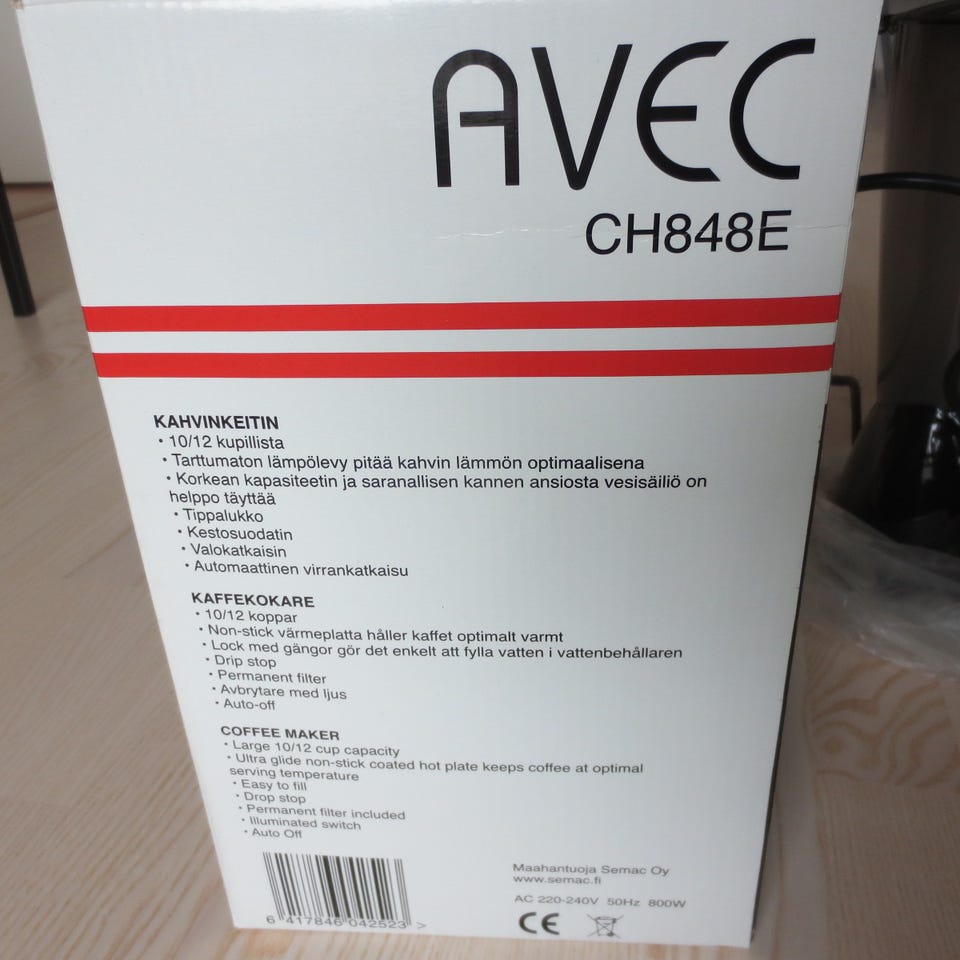 AVEC
CH848E
KAHVINKEITIN
• 10/12 kupillista
• Tarttumaton lämpölevy pitää kahvin lämmön optimaalisena
• Korkean kapasiteetin ja saranallisen kannen ansiosta vesisäiliö on
helppo täyttää
• Tippalukko
• Kestosuodatin
• Valokatkaisin
• Automaattinen virrankatkaisu
KAFFEKOKARE
• 10/12 koppar
• Non-stick värmeplatta håller kaffet optimalt varmt
• Lock med gängor gör det enkelt att fylla vatten i vattenbehållaren
• Drip stop
• Permanent filter
• Avbrytare med ljus
• Auto-off
COFFEE MAKER
• Large 10/12 cup capacity
• Ultra glide non-stick coated hot plate keeps coffee at optimal
serving temperature
• Easy to fill
• Drop stop
• Permanent filter included
• Illuminated switch
• Auto Off
6 417846 042523 >
Maahantuoja Semac Oy
www.semac.fi
AC 220-240V 50Hz 800W
CE